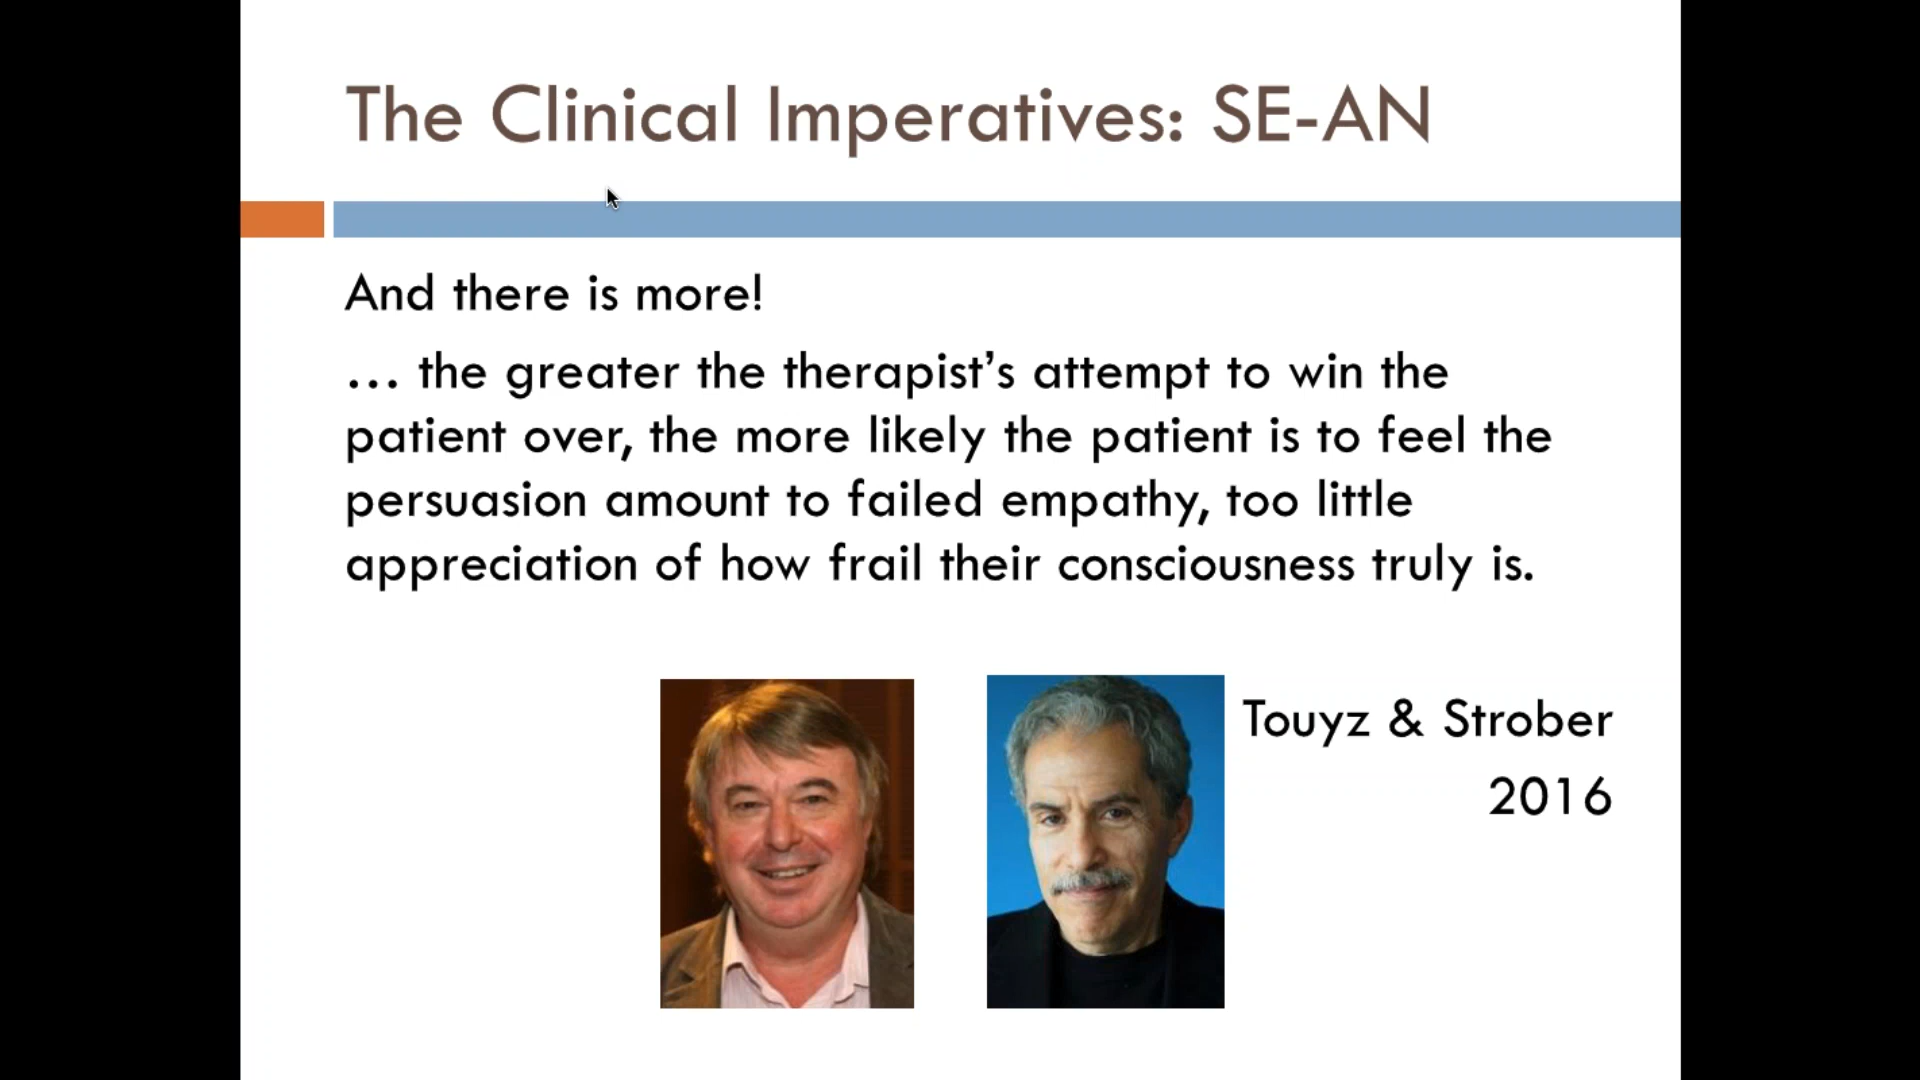 The Clinical Imperatives: SE-AN
And there is more!
… the greater the therapist’s attempt to win the
patient over, the more likely the patient is to feel the
persuasion amount to failed empathy, too little
appreciation of how frail their consciousness truly is.
Touyz & Strober
2016